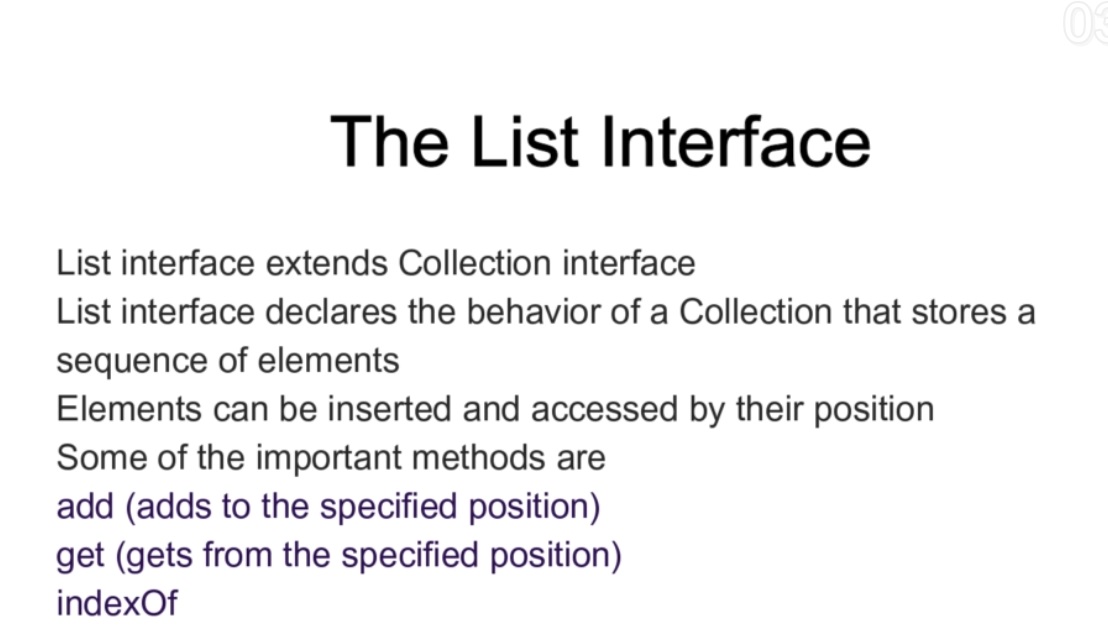 03
The List Interface
List interface extends Collection interface
List interface declares the behavior of a Collection that stores a
sequence of elements
Elements can be inserted and accessed by their position
Some of the important methods are
add (adds to the specified position)
get (gets from the specified position)
indexOf